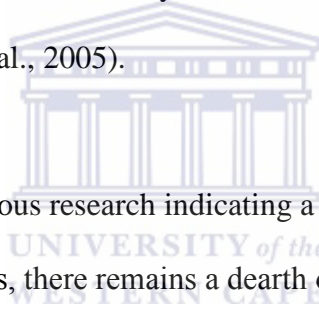 al., 2005).
ous research indicating a
UNIVERSITY of the
s, there remains a dearth
WESTERN CAPE